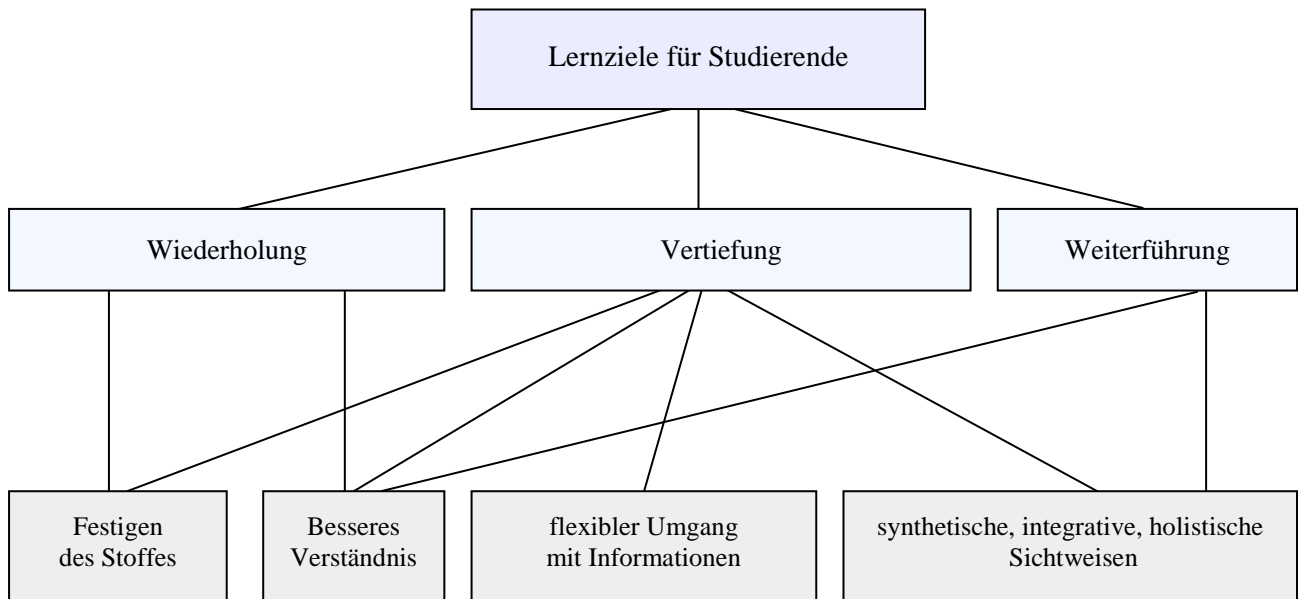 Lernziele für Studierende
Wiederholung
Vertiefung
Weiterführung
Festigen
des Stoffes
Besseres
Verständnis
flexibler Umgang
mit Informationen
synthetische, integrative, holistische
Sichtweisen